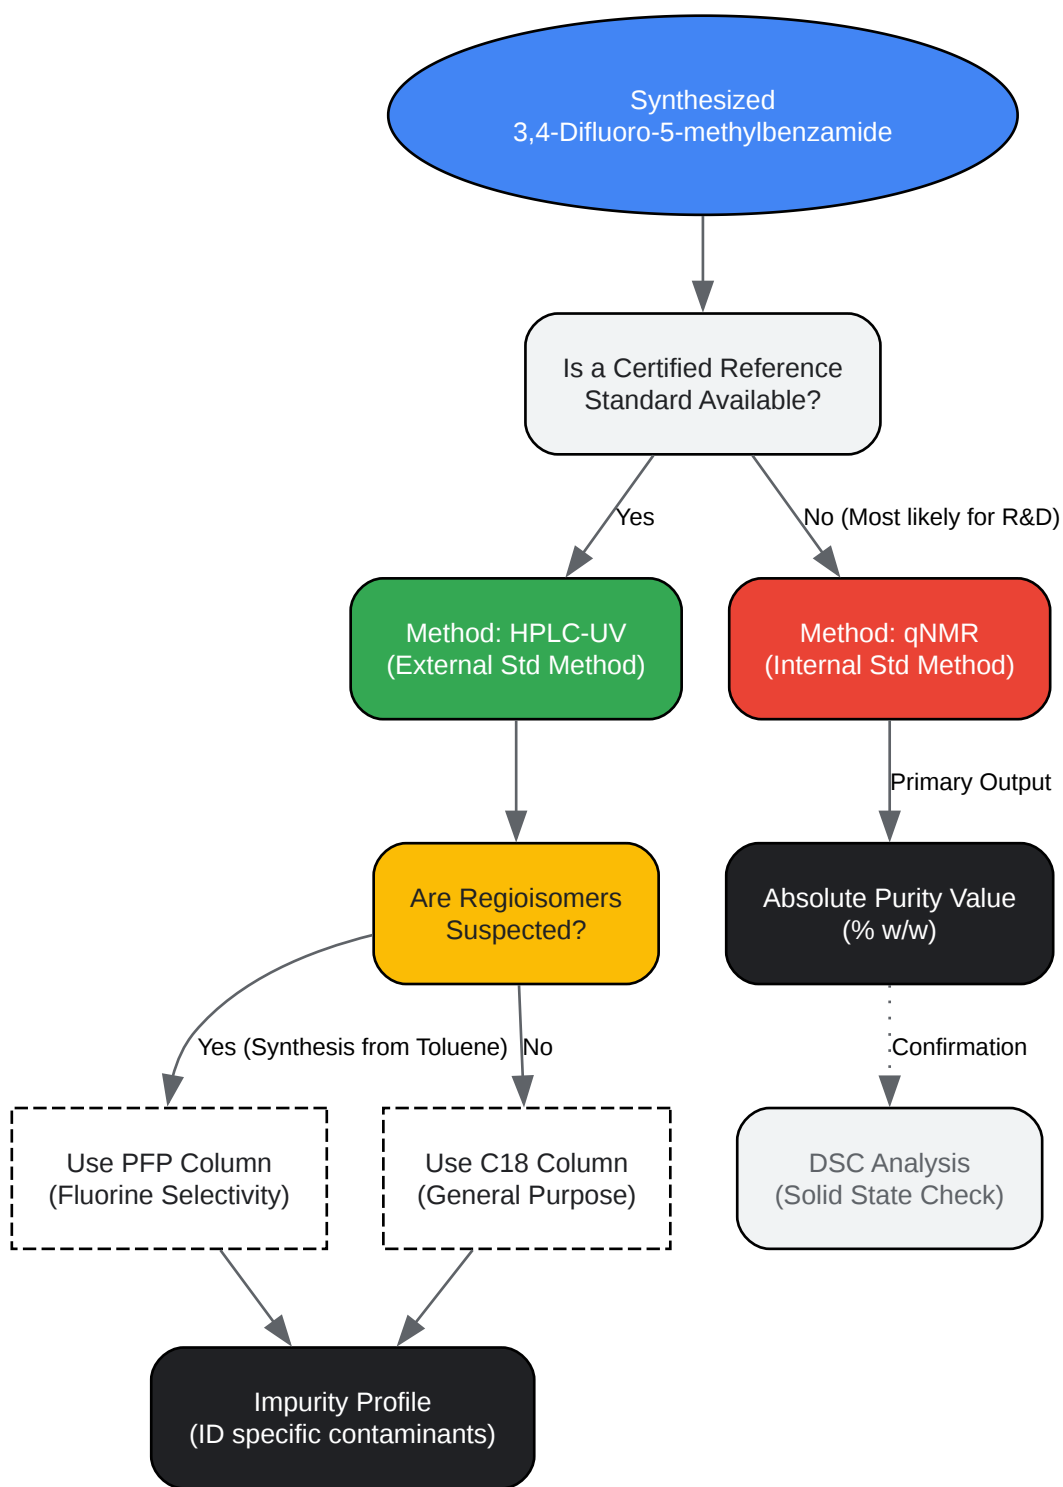 Synthesized
3,4-Difluoro-5-methylbenzamide
Is a Certified Reference
Standard Available?
Yes
No (Most likely for R&D)
Method: HPLC-UV
(External Std Method)
Method: qNMR
(Internal Std Method)
Primary Output
Are Regioisomers
Suspected?
Absolute Purity Value
(% w/w)
Yes (Synthesis from Toluene)
No
Confirmation
Use PFP Column
(Fluorine Selectivity)
Use C18 Column
(General Purpose)
DSC Analysis
(Solid State Check)
Impurity Profile
(ID specific contaminants)